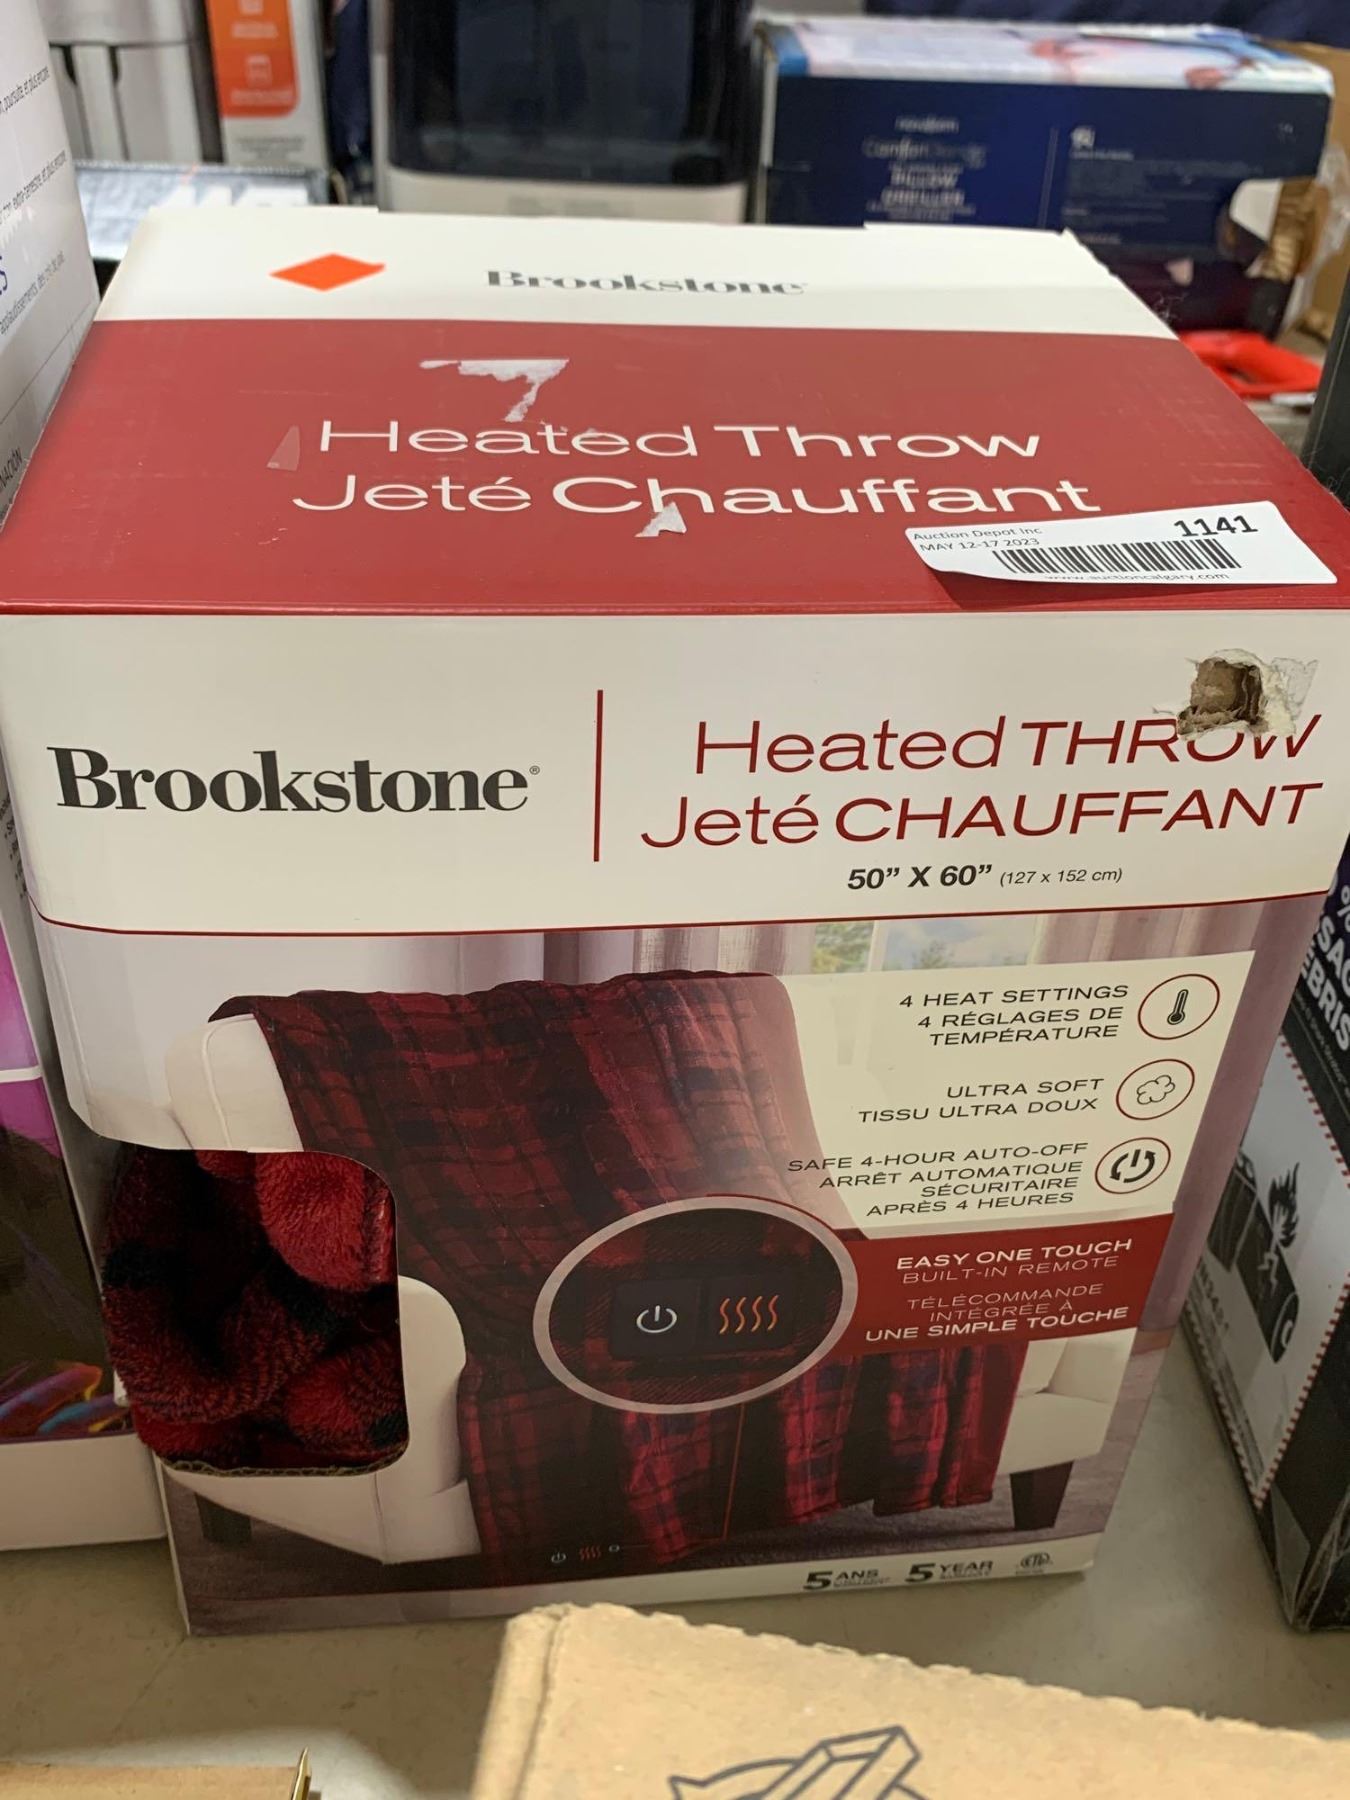 Brookstone
Heated Throw
Jeté Chauffant
Auction Depot Inc
1141
MAY 12-17 2023
www.auctioncalgary.com
Brookstone®
Heated THROW
Jeté CHAUFFANT
50" X 60" (127 x 152 cm)
4 HEAT SETTINGS
4 RÉGLAGES DE
TEMPÉRATURE
ULTRA SOFT
TISSU ULTRA DOUX
SAFE 4-HOUR AUTO-OFF
ARRÊT AUTOMATIQUE
SÉCURITAIRE
APRÈS 4 HEURES
EASY ONE TOUCH
BUILT-IN REMOTE
TÉLÉCOMMANDE
INTÉGRÉE À
UNE SIMPLE TOUCHE
5 ANS
5 YEAR